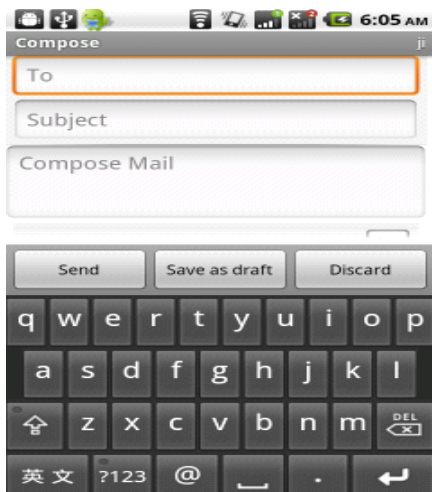 6:05 AM
Compose ji
To
Subject
Compose Mail
Send Save as draft Discard
q w e r t y u i o p
a s d f g h j k l
z x c v b n m DEL
英文 ?123 @ .